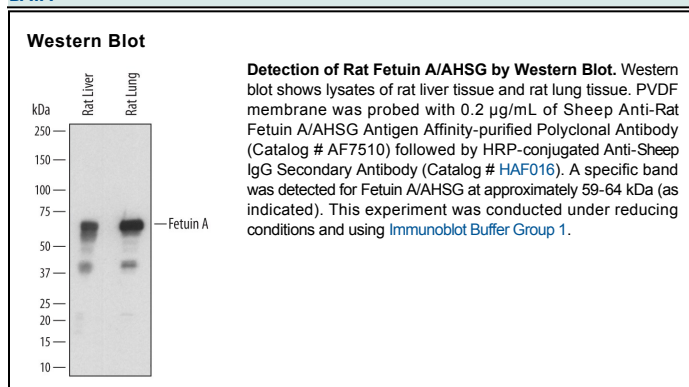 Western Blot
Rat Liver
Rat Lung
kDa
250
150
100
75
50
37
25
20
15
10
Fetuin A
Detection of Rat Fetuin A/AHSG by Western Blot. Western
blot shows lysates of rat liver tissue and rat lung tissue. PVDF
membrane was probed with 0.2 µg/mL of Sheep Anti-Rat
Fetuin A/AHSG Antigen Affinity-purified Polyclonal Antibody
(Catalog # AF7510) followed by HRP-conjugated Anti-Sheep
IgG Secondary Antibody (Catalog # HAF016). A specific band
was detected for Fetuin A/AHSG at approximately 59-64 kDa (as
indicated). This experiment was conducted under reducing
conditions and using Immunoblot Buffer Group 1.